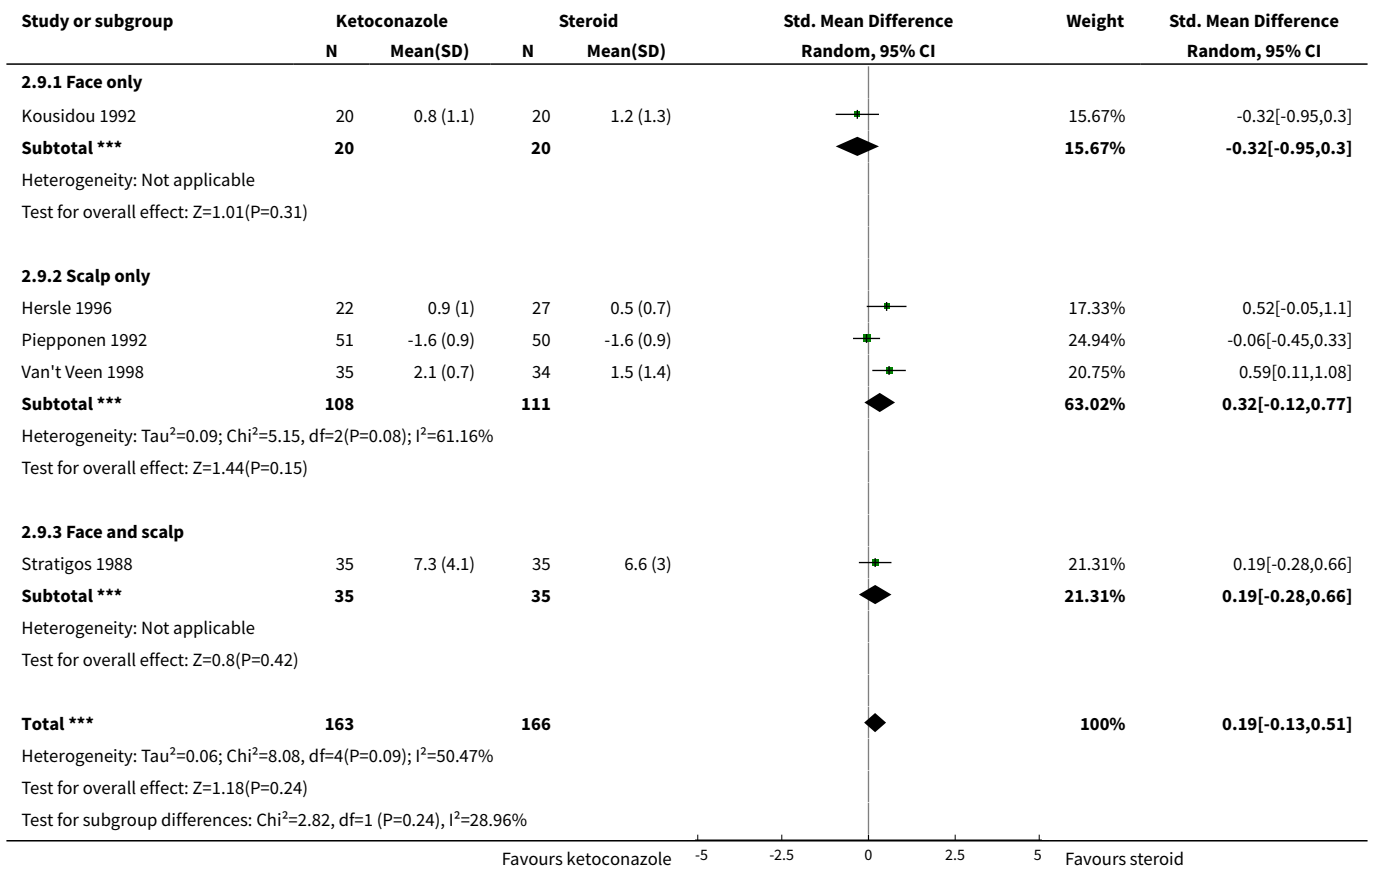 Study or subgroup Ketoconazole Steroid Std. Mean Difference Weight Std. Mean Difference
N Mean(SD) N Mean(SD) Random, 95% CI Random, 95% CI
2.9.1 Face only
Kousidou 1992 20 0.8 (1.1) 20 1.2 (1.3) 15.67% -0.32[-0.95,0.3]
Subtotal *** 20 20 15.67% -0.32[-0.95,0.3]
Heterogeneity: Not applicable
Test for overall effect: Z=1.01(P=0.31)
2.9.2 Scalp only
Hersle 1996 22 0.9 (1) 27 0.5 (0.7) 17.33% 0.52[-0.05,1.1]
Piepponen 1992 51 -1.6 (0.9) 50 -1.6 (0.9) 24.94% -0.06[-0.45,0.33]
Van't Veen 1998 35 2.1 (0.7) 34 1.5 (1.4) 20.75% 0.59[0.11,1.08]
Subtotal *** 108 111 63.02% 0.32[-0.12,0.77]
Heterogeneity: Tau²=0.09; Chi²=5.15, df=2(P=0.08); I²=61.16%
Test for overall effect: Z=1.44(P=0.15)
2.9.3 Face and scalp
Stratigos 1988 35 7.3 (4.1) 35 6.6 (3) 21.31% 0.19[-0.28,0.66]
Subtotal *** 35 35 21.31% 0.19[-0.28,0.66]
Heterogeneity: Not applicable
Test for overall effect: Z=0.8(P=0.42)
Total *** 163 166 100% 0.19[-0.13,0.51]
Heterogeneity: Tau²=0.06; Chi²=8.08, df=4(P=0.09); I²=50.47%
Test for overall effect: Z=1.18(P=0.24)
Test for subgroup differences: Chi²=2.82, df=1 (P=0.24), I²=28.96%
Favours ketoconazole -5 -2.5 0 2.5 5 Favours steroid